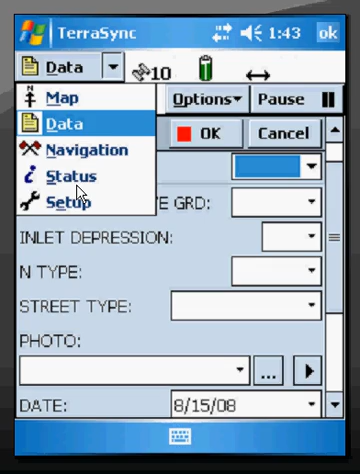 TerraSync 1:43 ok
Data 10
Map
Options Pause
Data
OK Cancel
Navigation
Status
Setup
E GRD:
INLET DEPRESSION:
N TYPE:
STREET TYPE:
PHOTO:
...
DATE: 8/15/08